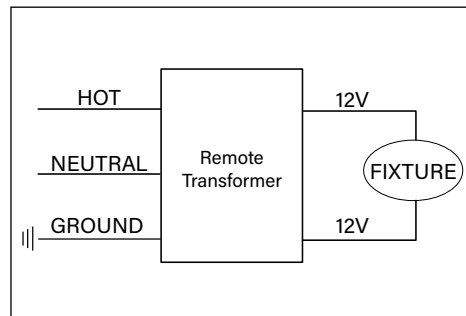 HOT
12V
NEUTRAL
Remote
Transformer
FIXTURE
GROUND
12V